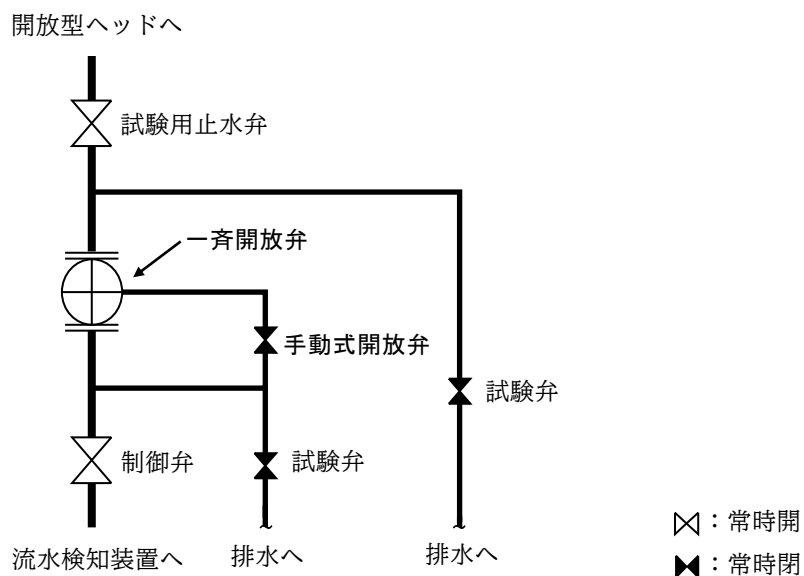 開放型ヘッドへ
試験用止水弁
一斉開放弁
手動式開放弁
試験弁
制御弁
試験弁
流水検知装置へ
排水へ
排水へ
：常時開
：常時閉